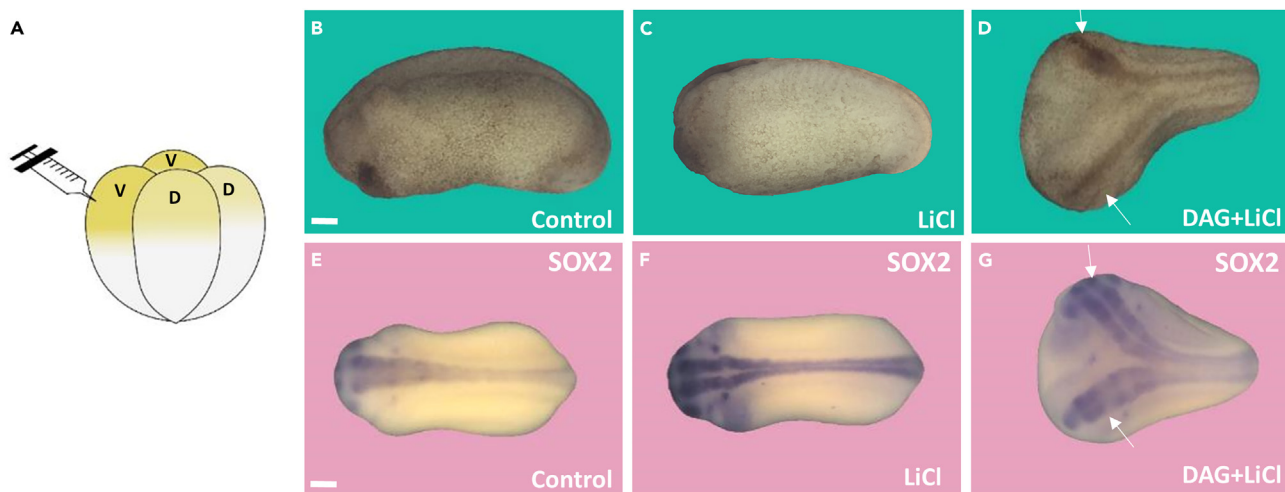 A
V
V
D
D
B
Control
C
LiCl
D
DAG+LiCl
E
SOX2
Control
F
SOX2
LiCl
G
SOX2
DAG+LiCl